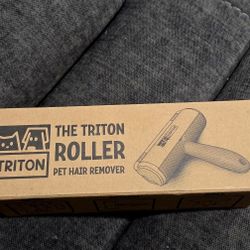 TRITON
THE TRITON
ROLLER
PET HAIR REMOVER